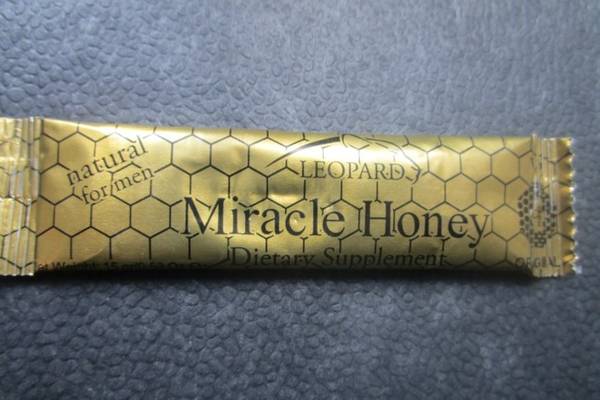 natural
for men
LEOPARD
Miracle Honey
Dietary Supplement